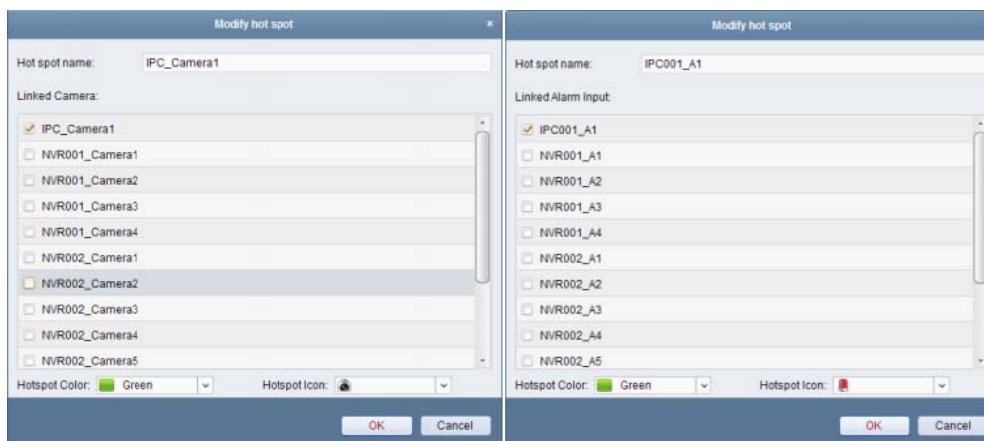 Modify hot spot
Hot spot name: IPC_Camera1
Linked Camera:
IPC_Camera1
NVR001_Camera1
NVR001_Camera2
NVR001_Camera3
NVR001_Camera4
NVR002_Camera1
NVR002_Camera2
NVR002_Camera3
NVR002_Camera4
NVR002_Camera5
Hotspot Color: Green Hotspot Icon:
OK Cancel
Modify hot spot
Hot spot name: IPC001_A1
Linked Alarm Input:
IPC001_A1
NVR001_A1
NVR001_A2
NVR001_A3
NVR001_A4
NVR002_A1
NVR002_A2
NVR002_A3
NVR002_A4
NVR002_A5
Hotspot Color: Green Hotspot Icon:
OK Cancel